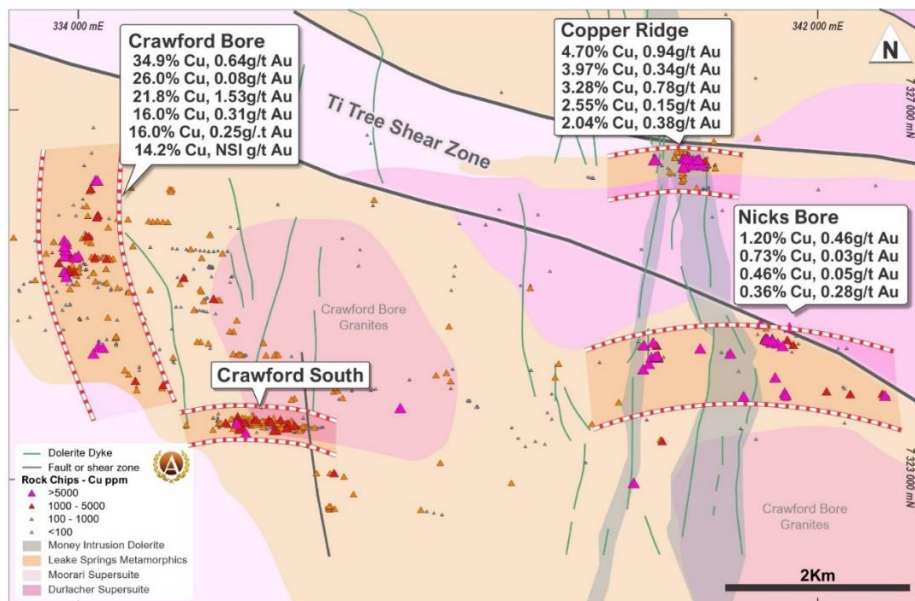 334 000 mE
342 000 mE
Crawford Bore
34.9% Cu, 0.64g/t Au
26.0% Cu, 0.08g/t Au
21.8% Cu, 1.53g/t Au
16.0% Cu, 0.31g/t Au
16.0% Cu, 0.25g/.t Au
14.2% Cu, NSI g/t Au
Copper Ridge
4.70% Cu, 0.94g/t Au
3.97% Cu, 0.34g/t Au
3.28% Cu, 0.78g/t Au
2.55% Cu, 0.15g/t Au
2.04% Cu, 0.38g/t Au
N
7 327 000 mN
Ti Tree Shear Zone
Nicks Bore
1.20% Cu, 0.46g/t Au
0.73% Cu, 0.03g/t Au
0.46% Cu, 0.05g/t Au
0.36% Cu, 0.28g/t Au
Crawford Bore
Granites
Crawford South
Dolerite Dyke
Fault or shear zone
Rock Chips - Cu ppm
>5000
1000 - 5000
100 - 1000
<100
Money Intrusion Dolerite
Leake Springs Metamorphics
Moorari Supersuite
Durlacher Supersuite
A
7 323 000 mN
Crawford Bore
Granites
2Km